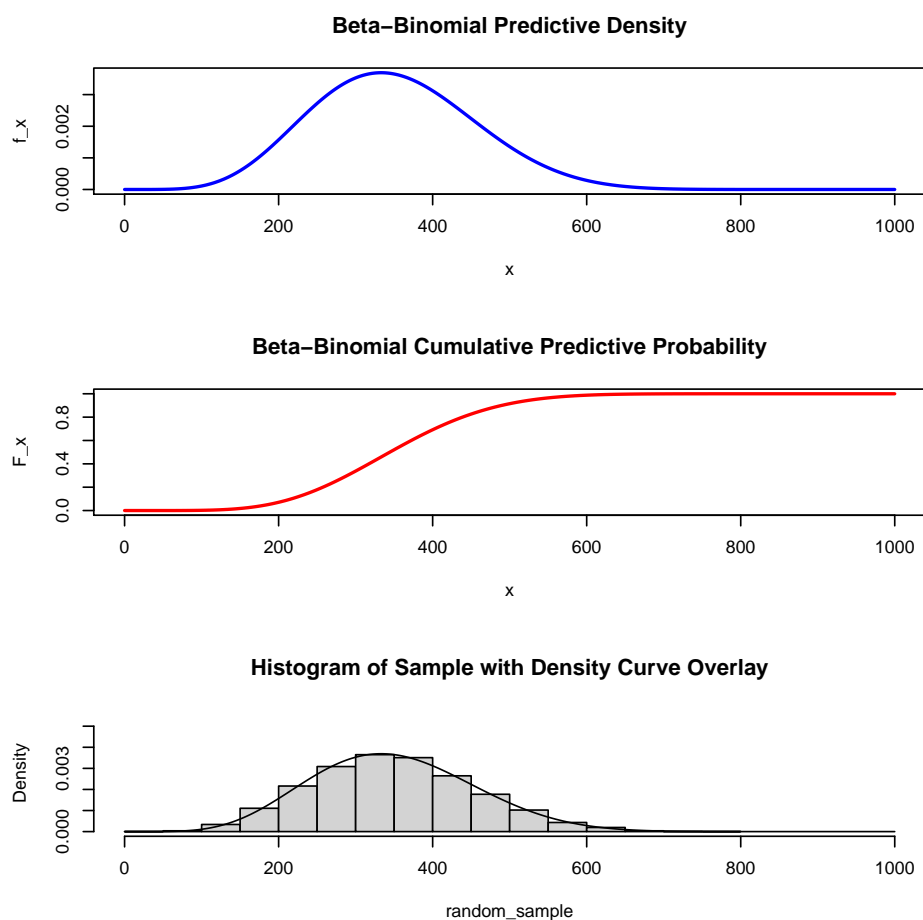 Beta−Binomial Predictive Density
f_x
0.002
0.000
0 200 400 600 800 1000
x
Beta−Binomial Cumulative Predictive Probability
F_x
0.8
0.4
0.0
0 200 400 600 800 1000
x
Histogram of Sample with Density Curve Overlay
Density
0.003
0.000
0 200 400 600 800 1000
random_sample